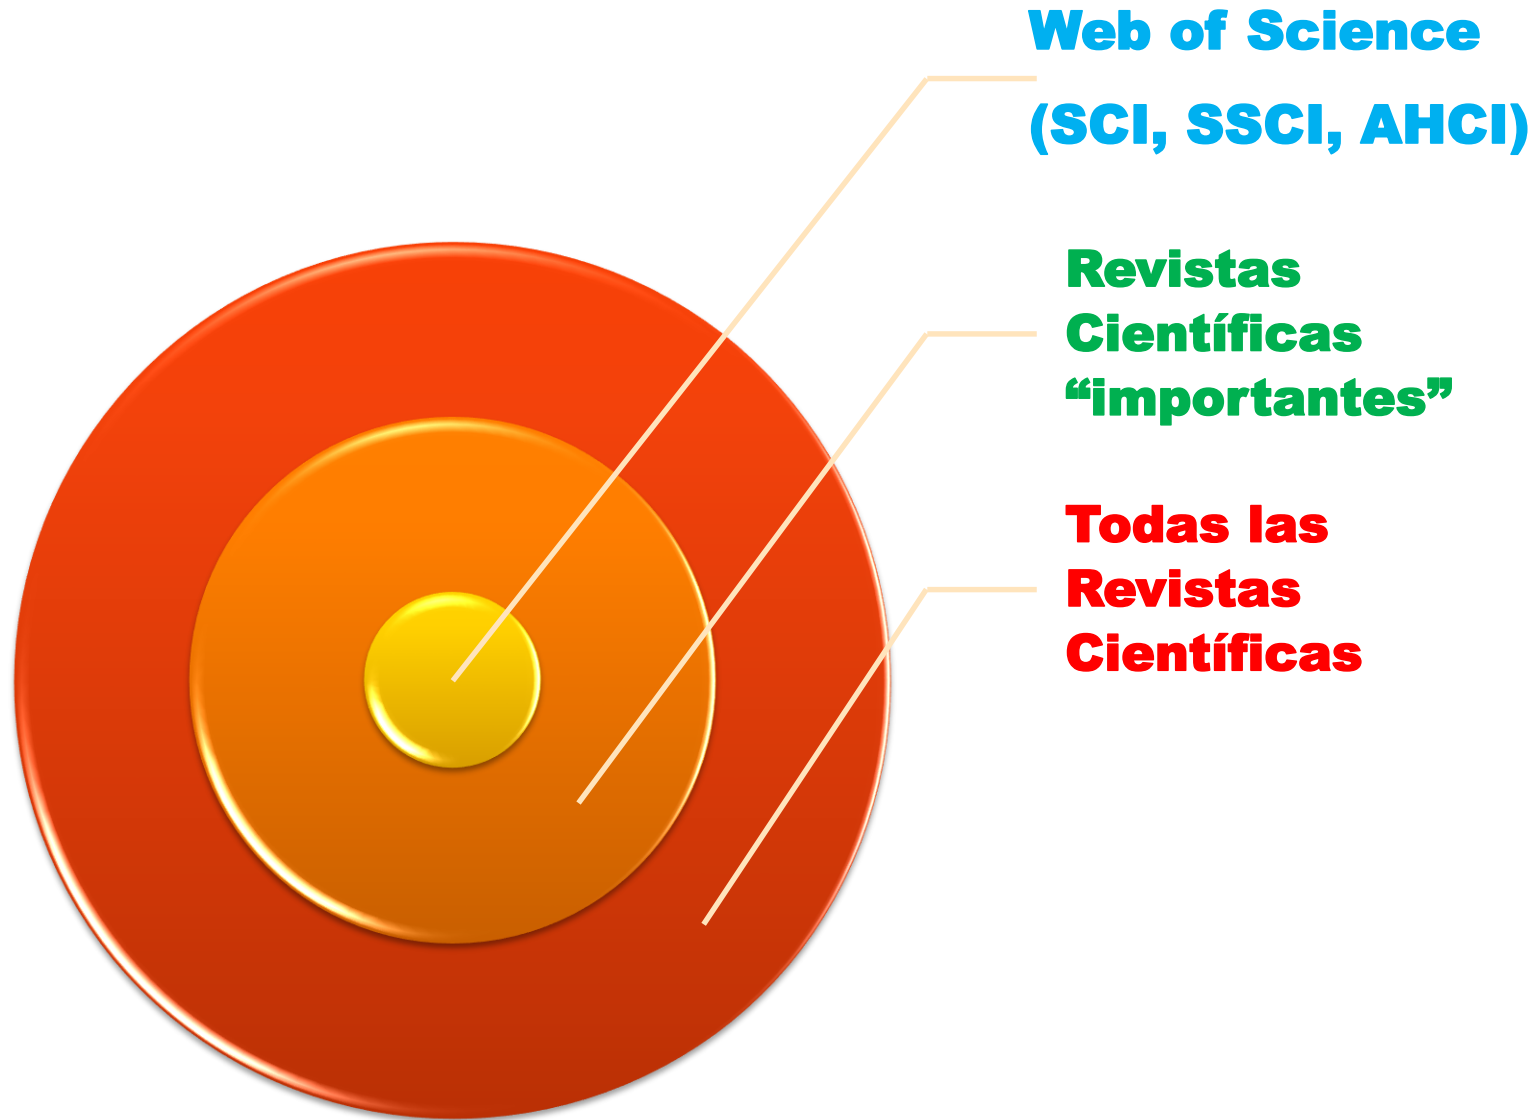 Web of Science
(SCI, SSCI, AHCI)
Revistas
Científicas
“importantes”
Todas las
Revistas
Científicas